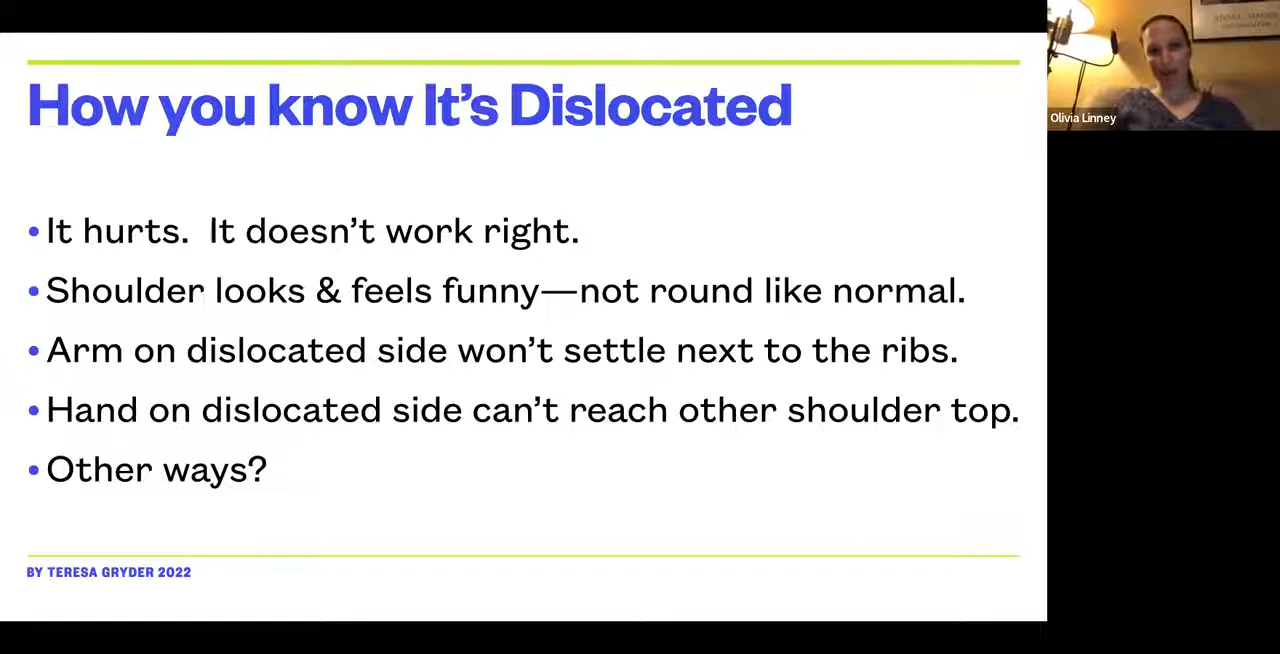 How you know It's Dislocated
•It hurts.  It doesn't work right.
•Shoulder looks & feels funny—not round like normal.
•Arm on dislocated side won't settle next to the ribs.
•Hand on dislocated side can't reach other shoulder top.
•Other ways?
BY TERESA GRYDER 2022
Olivia Linney